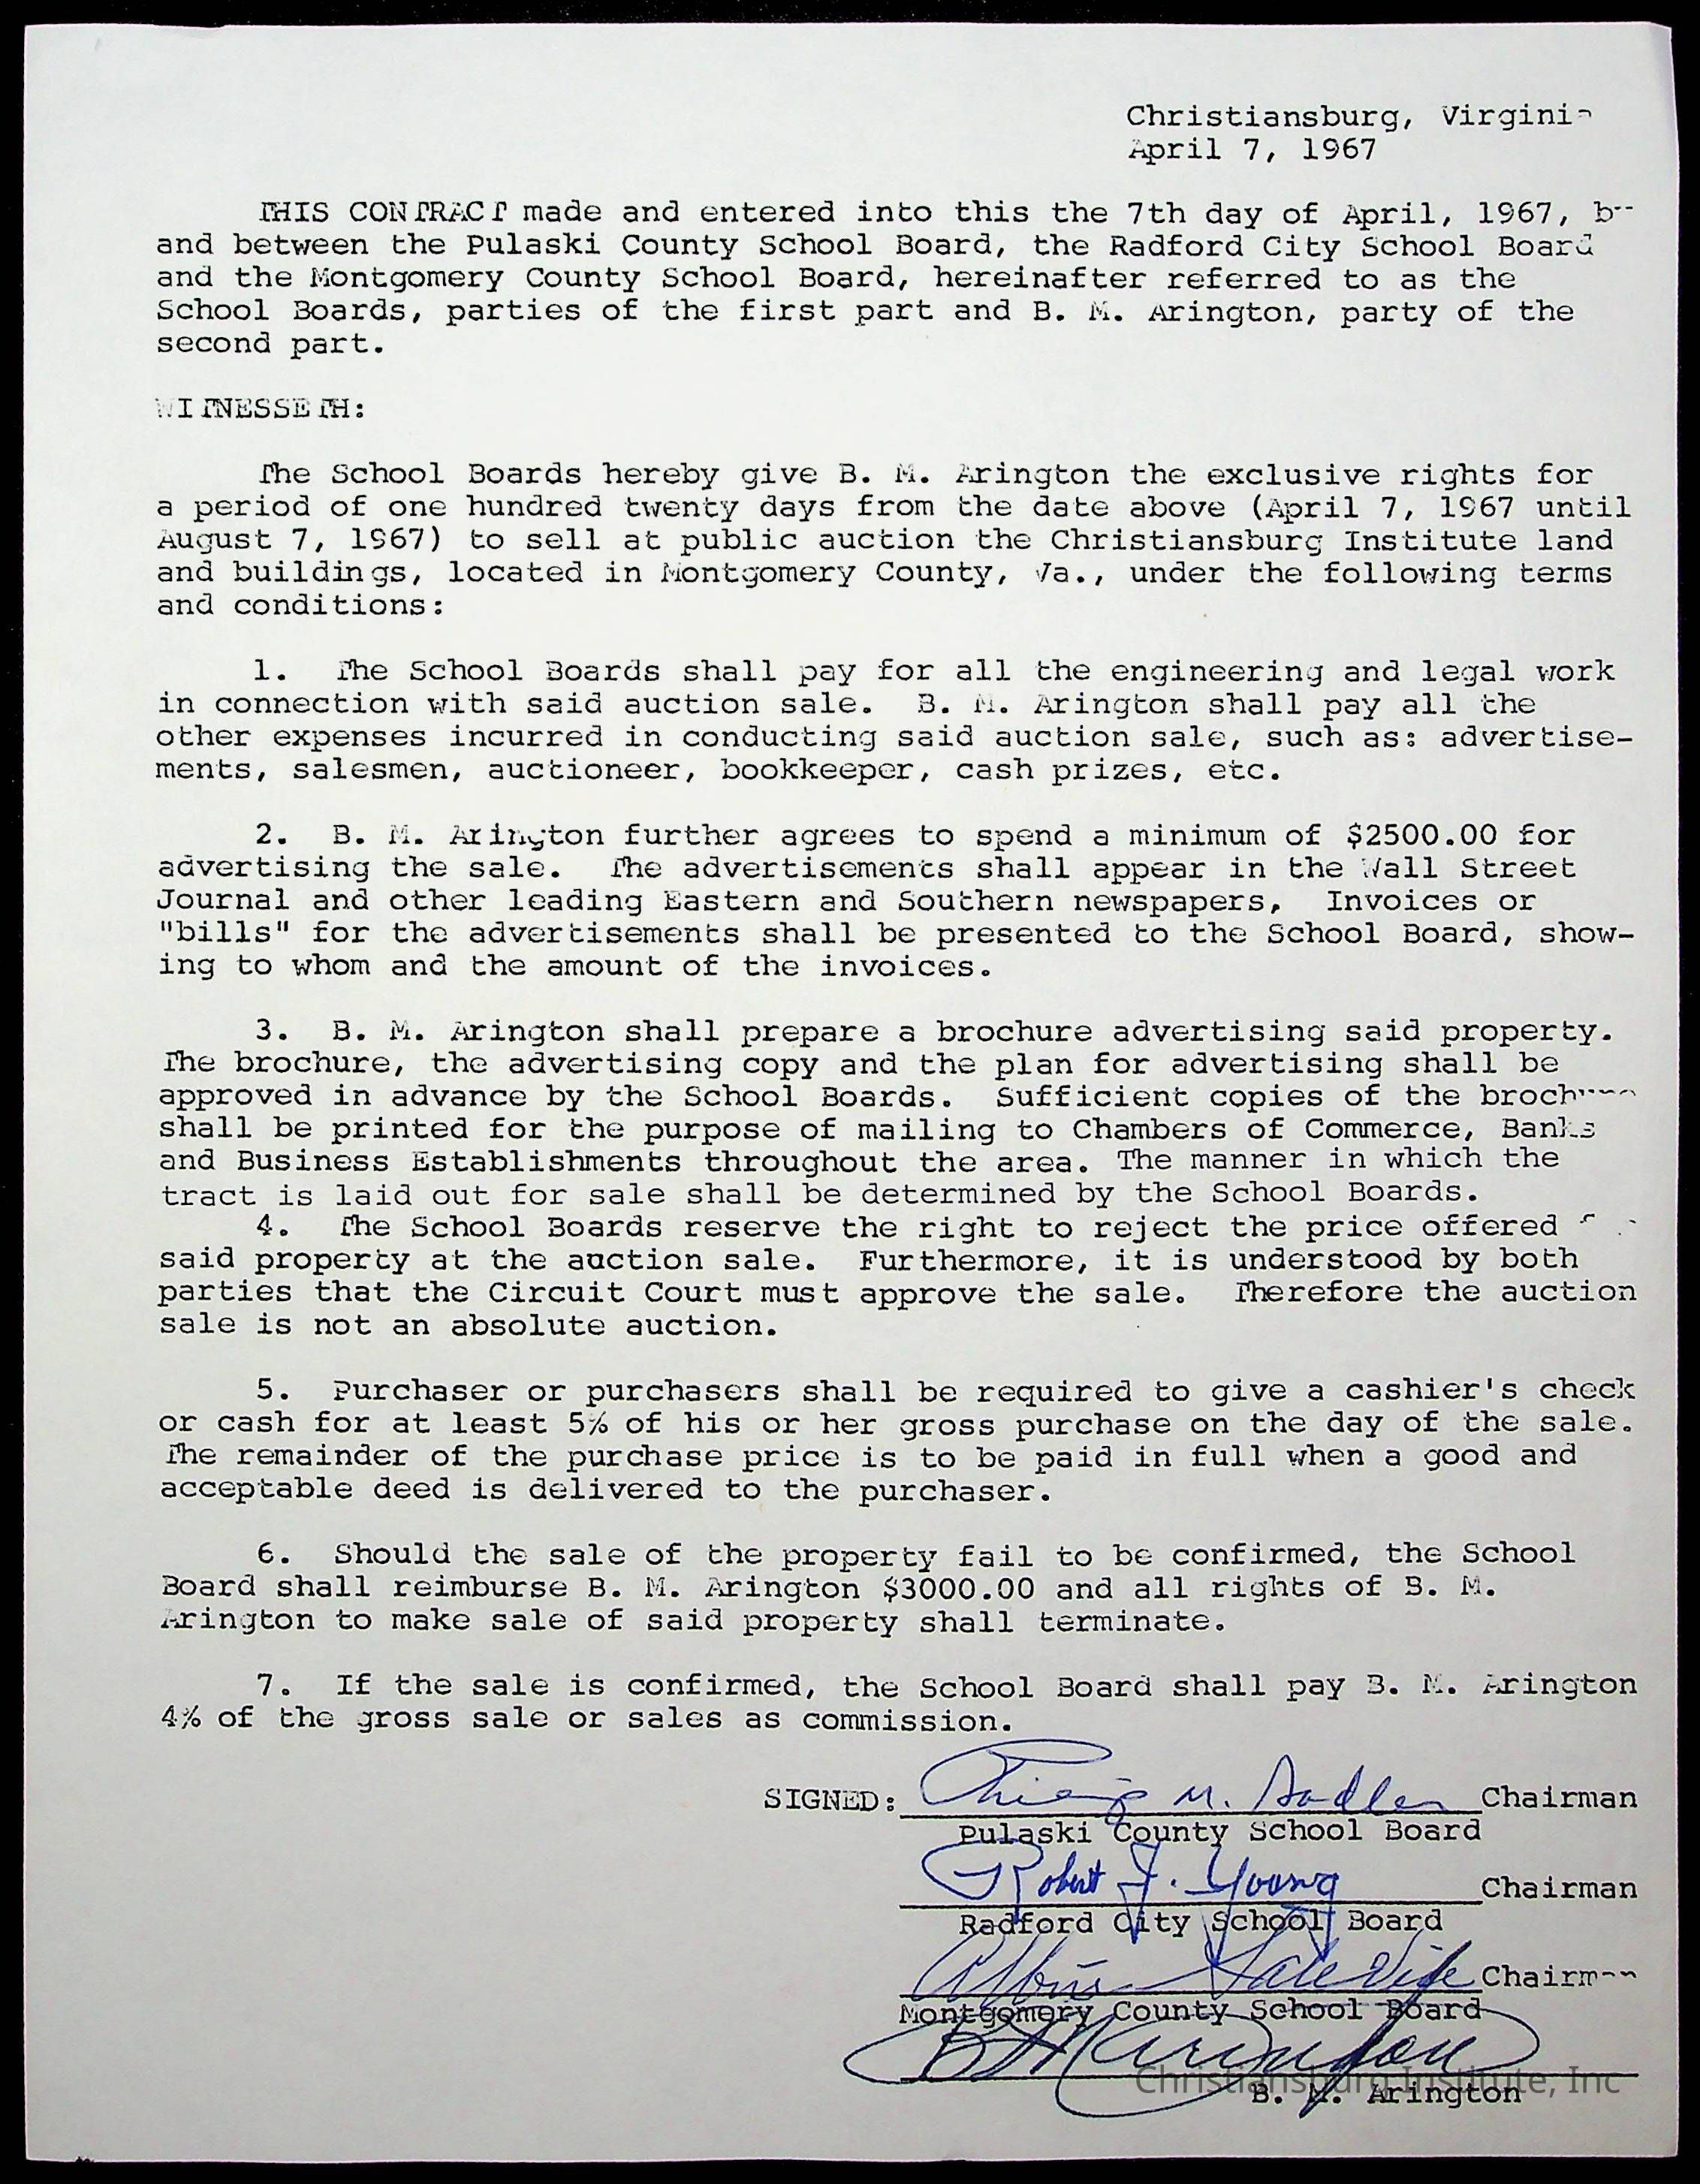 Christiansburg, Virginia
April 7, 1967
THIS CONTRACT made and entered into this the 7th day of April, 1967, b
and between the Pulaski County School Board, the Radford City School Board
and the Montgomery County School Board, hereinafter referred to as the
School Boards, parties of the first part and B. M. Arington, party of the
second part.
WITNESSETH:
The School Boards hereby give B. M. Arington the exclusive rights for
a period of one hundred twenty days from the date above (April 7, 1967 until
August 7, 1967) to sell at public auction the Christiansburg Institute land
and buildings, located in Montgomery County, Va., under the following terms
and conditions:
1. The School Boards shall pay for all the engineering and legal work
in connection with said auction sale. B. M. Arington shall pay all the
other expenses incurred in conducting said auction sale, such as: advertise-
ments, salesmen, auctioneer, bookkeeper, cash prizes, etc.
2. B. M. Arington further agrees to spend a minimum of $2500.00 for
advertising the sale. The advertisements shall appear in the Wall Street
Journal and other leading Eastern and Southern newspapers, Invoices or
"bills" for the advertisements shall be presented to the School Board, show-
ing to whom and the amount of the invoices.
3. B. M. Arington shall prepare a brochure advertising said property.
The brochure, the advertising copy and the plan for advertising shall be
approved in advance by the School Boards. Sufficient copies of the brochure
shall be printed for the purpose of mailing to Chambers of Commerce, Banks
and Business Establishments throughout the area. The manner in which the
tract is laid out for sale shall be determined by the School Boards.
4. The School Boards reserve the right to reject the price offered
said property at the auction sale. Furthermore, it is understood by both
parties that the Circuit Court must approve the sale. Therefore the auction
sale is not an absolute auction.
5. Purchaser or purchasers shall be required to give a cashier's check
or cash for at least 5% of his or her gross purchase on the day of the sale.
The remainder of the purchase price is to be paid in full when a good and
acceptable deed is delivered to the purchaser.
6. Should the sale of the property fail to be confirmed, the School
Board shall reimburse B. M. Arington $3000.00 and all rights of B. M.
Arington to make sale of said property shall terminate.
7. If the sale is confirmed, the School Board shall pay B. M. Arington
4% of the gross sale or sales as commission.
SIGNED: M. Sadler Chairman
Pulaski County School Board
Robert J. Young Chairman
Radford City School Board
Chairman
Montgomery County School Board
B M Arington
Christiansburg Institute, Inc
B. M. Arington